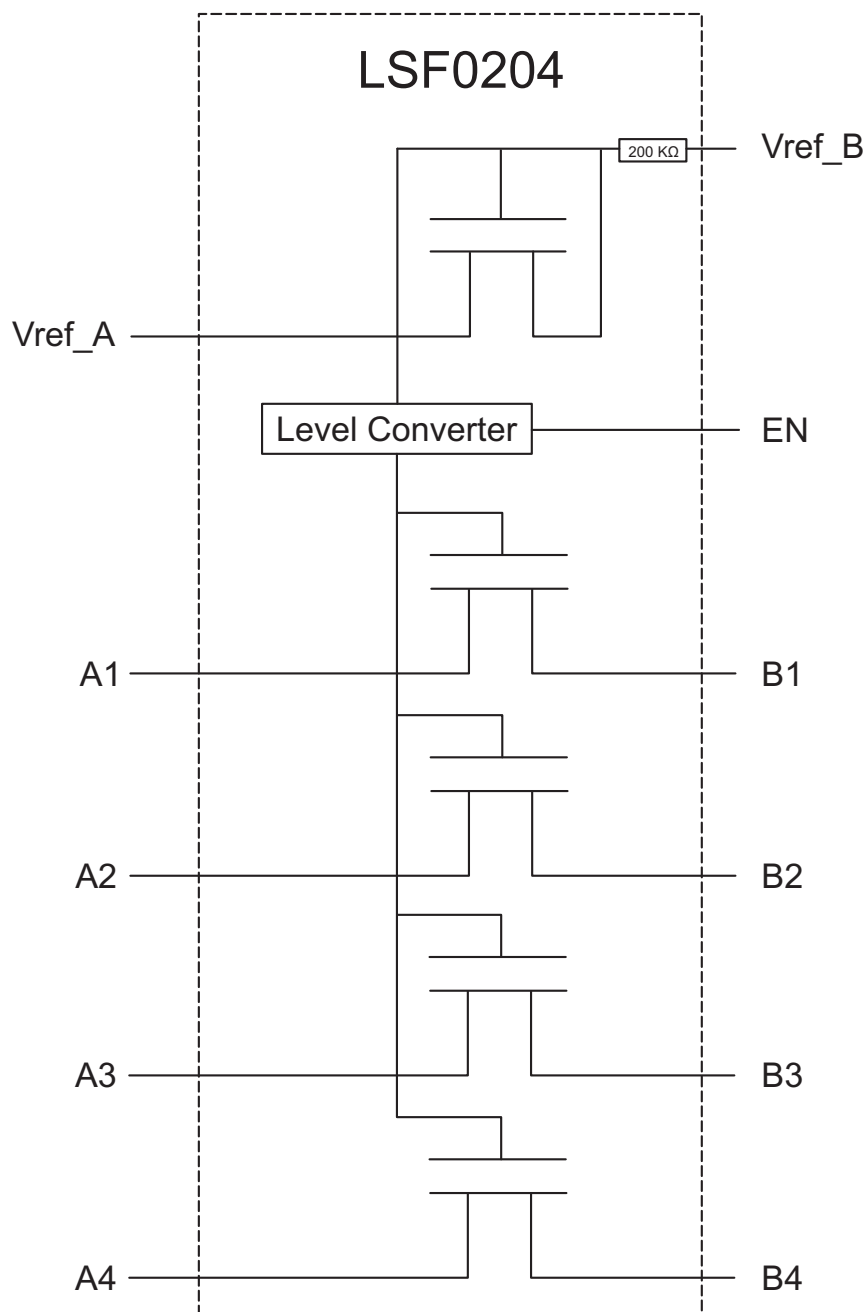 LSF0204
200 KΩ
Vref_B
Vref_A
Level Converter
EN
A1
B1
A2
B2
A3
B3
A4
B4